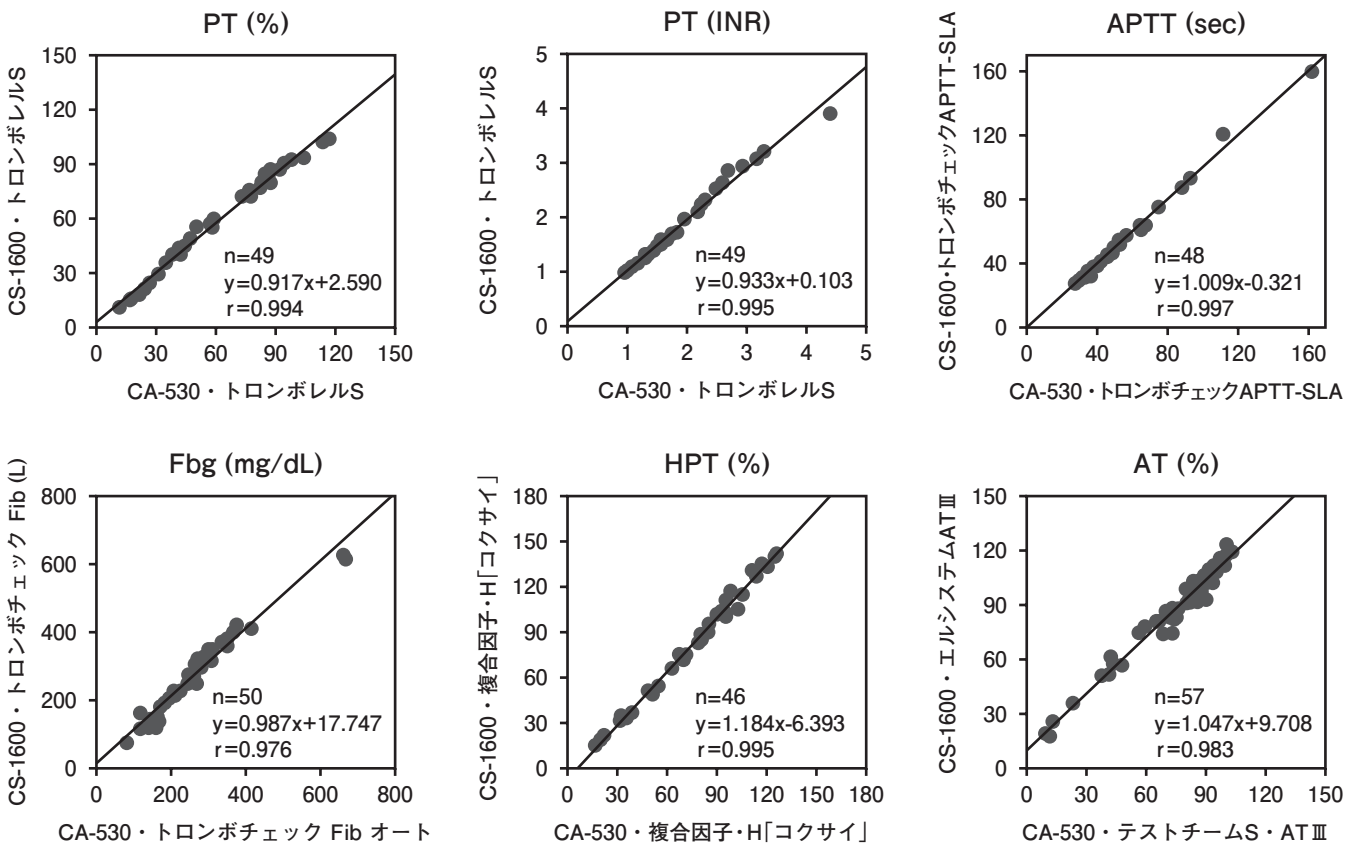 PT (%)
CS-1600・トロンボレルS
150
120
90
60
30
0
n=49
y=0.917x+2.590
r=0.994
0 30 60 90 120 150
CA-530・トロンボレルS
PT (INR)
CS-1600・トロンボレルS
5
4
3
2
1
0
n=49
y=0.933x+0.103
r=0.995
0 1 2 3 4 5
CA-530・トロンボレルS
APTT (sec)
CS-1600・トロンボチェックAPTT-SLA
160
120
80
40
0
n=48
y=1.009x-0.321
r=0.997
0 40 80 120 160
CA-530・トロンボチェックAPTT-SLA
Fbg (mg/dL)
CS-1600・トロンボチェック Fib (L)
800
600
400
200
0
n=50
y=0.987x+17.747
r=0.976
0 200 400 600 800
CA-530・トロンボチェック Fib オート
HPT (%)
CS-1600・複合因子・H「コクサイ」
180
150
120
90
60
30
0
n=46
y=1.184x-6.393
r=0.995
0 30 60 90 120 150 180
CA-530・複合因子・H「コクサイ」
AT (%)
CS-1600・エルシステムATⅢ
150
120
90
60
30
0
n=57
y=1.047x+9.708
r=0.983
0 30 60 90 120 150
CA-530・テストチームS・ATⅢ